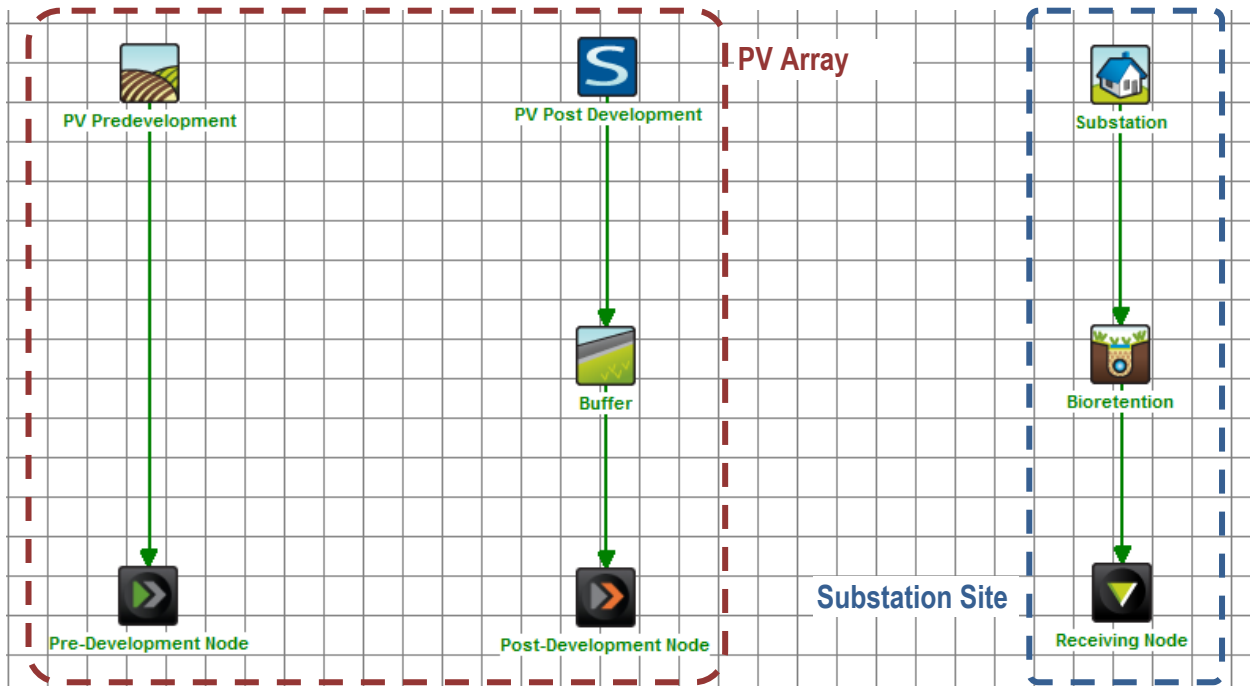 PV Array
PV Predevelopment
PV Post Development
Substation
S
Buffer
Bioretention
Substation Site
Pre-Development Node
Post-Development Node
Receiving Node